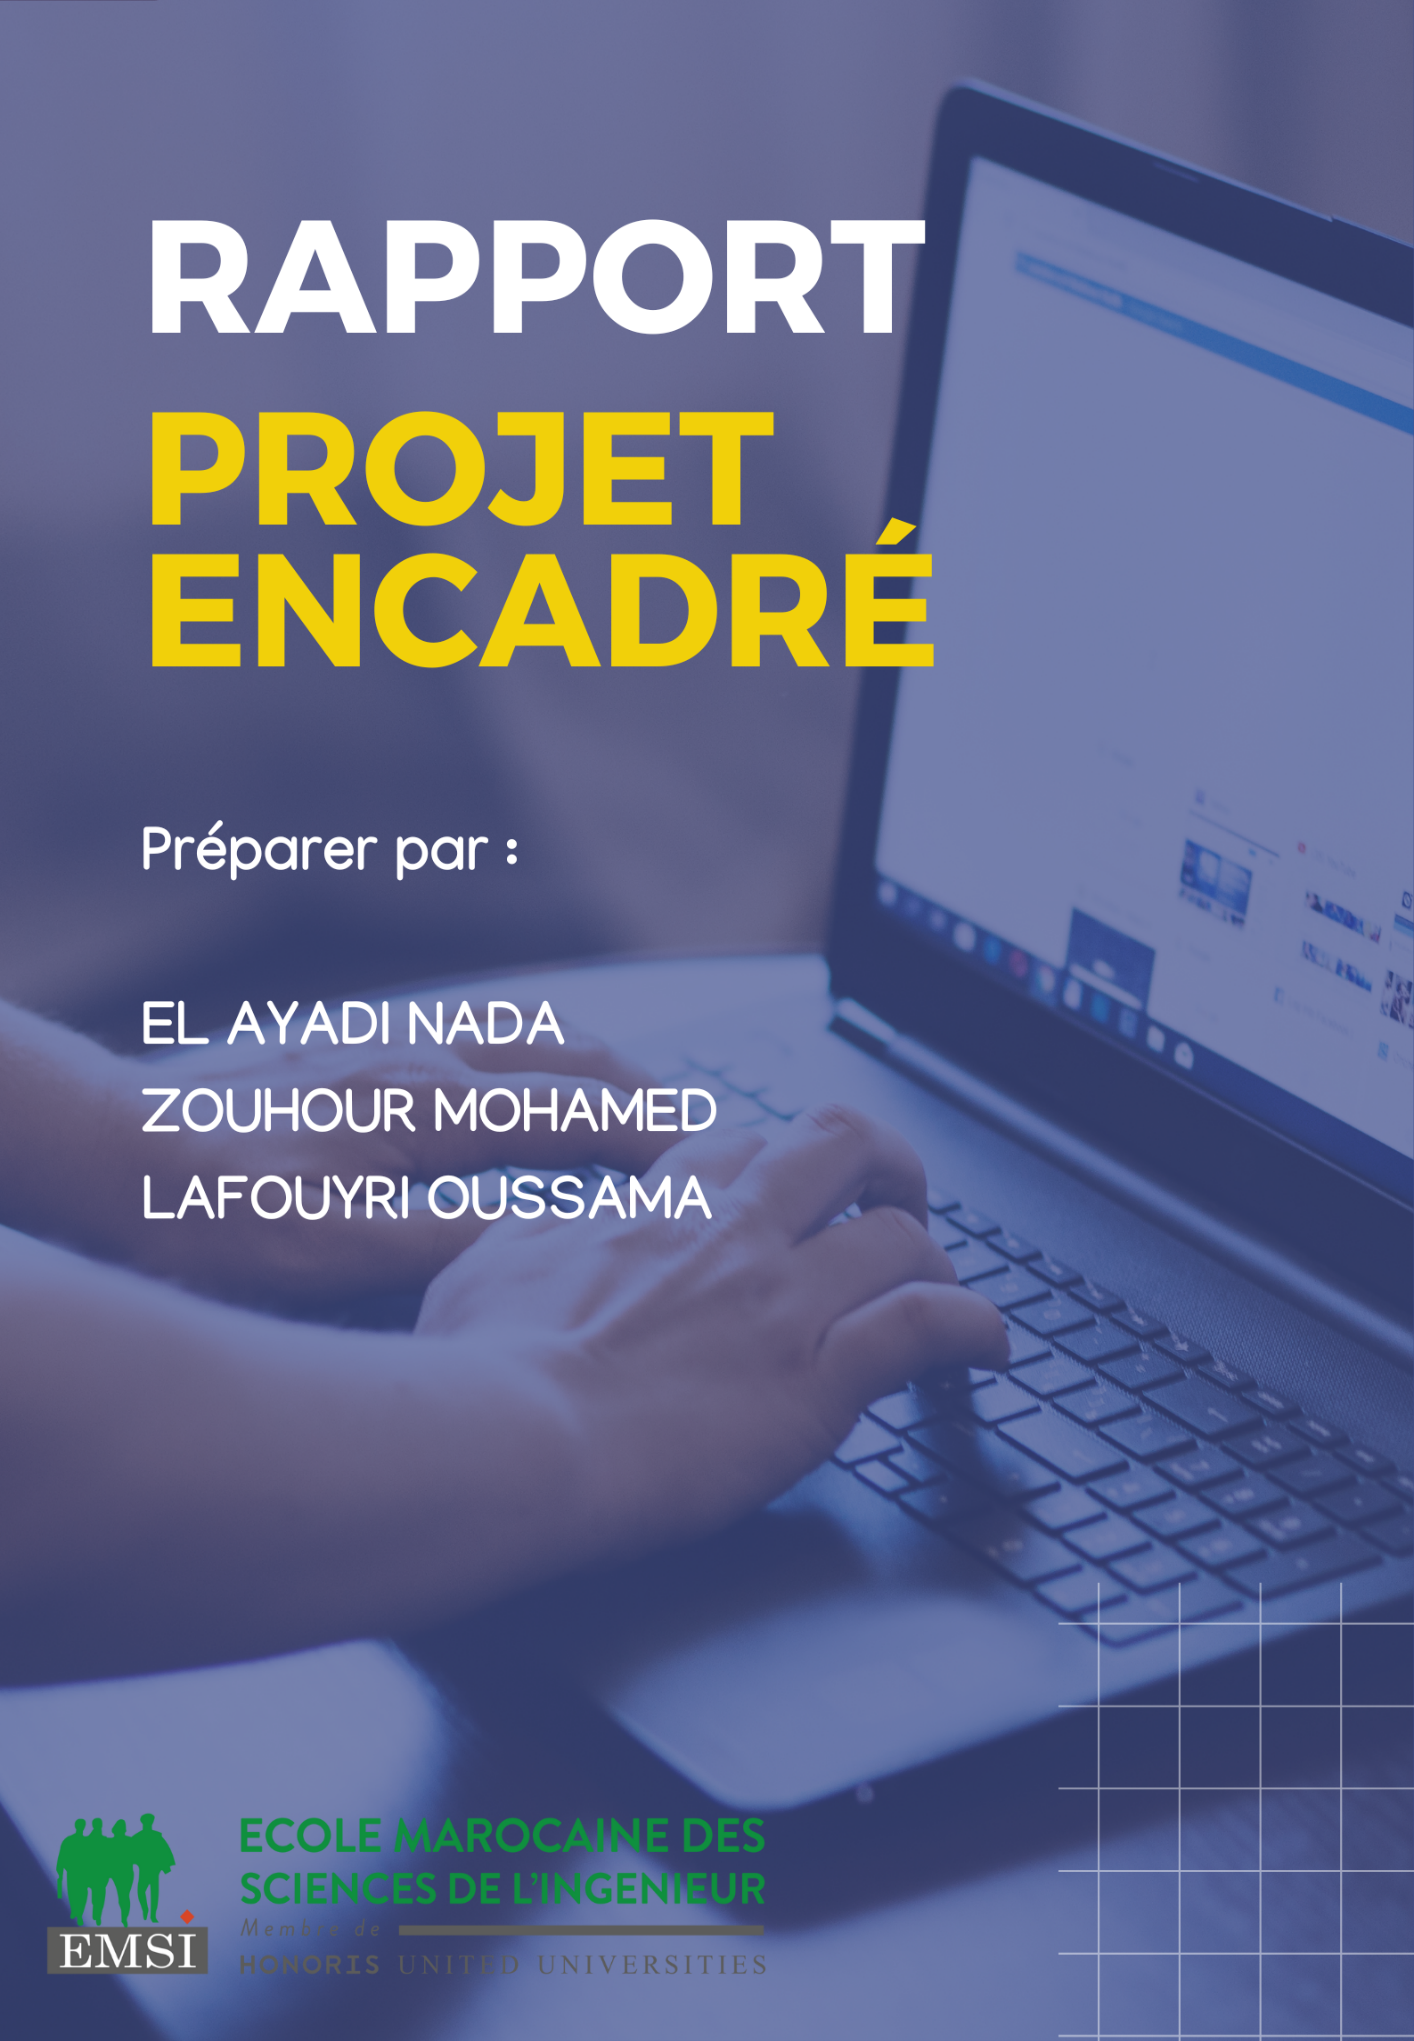 RAPPORT
PROJET
ENCADRÉ
Préparer par :
EL AYADI NADA
ZOUHOUR MOHAMED
LAFOUYRI OUSSAMA
ECOLE MAROCAINE DES
SCIENCES DE L'INGENIEUR
Membre de
EMSI
HONORIS UNITED UNIVERSITIES